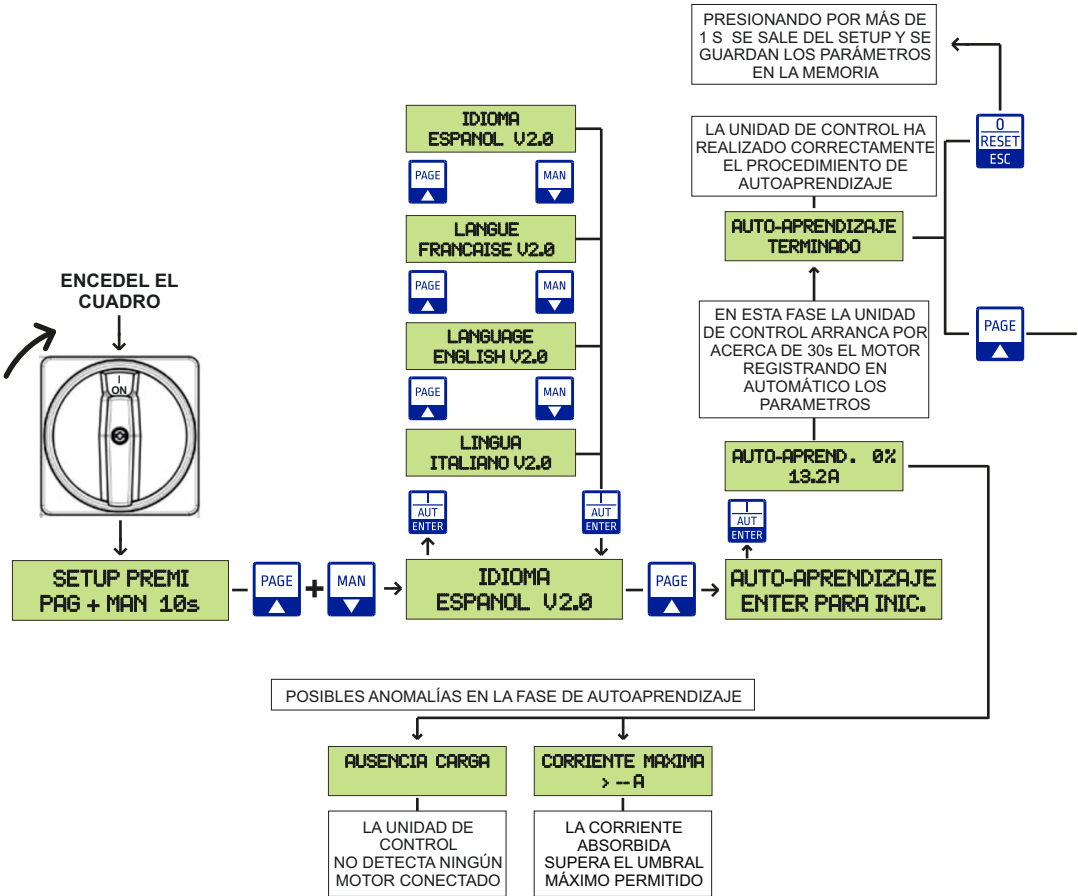 PRESIONANDO POR MÁS DE
1 S SE SALE DEL SETUP Y SE
GUARDAN LOS PARÁMETROS
EN LA MEMORIA
0
RESET
ESC
LA UNIDAD DE CONTROL HA
REALIZADO CORRECTAMENTE
EL PROCEDIMIENTO DE
AUTOAPRENDIZAJE
AUTO-APRENDIZAJE
TERMINADO
PAGE
EN ESTA FASE LA UNIDAD
DE CONTROL ARRANCA POR
ACERCA DE 30s EL MOTOR
REGISTRANDO EN
AUTOMÁTICO LOS
PARAMETROS
AUTO-APREND. 0%
13.2A
I
AUT
ENTER
IDIOMA
ESPANOL V2.0
PAGE
MAN
LANGUE
FRANCAISE V2.0
PAGE
MAN
LANGUAGE
ENGLISH V2.0
PAGE
MAN
LINGUA
ITALIANO V2.0
I
AUT
ENTER
I
AUT
ENTER
ENCEDEL EL
CUADRO
I
ON
SETUP PREMI
PAG + MAN 10s
PAGE
+
MAN
IDIOMA
ESPANOL V2.0
PAGE
AUTO-APRENDIZAJE
ENTER PARA INIC.
POSIBLES ANOMALÍAS EN LA FASE DE AUTOAPRENDIZAJE
AUSENCIA CARGA
LA UNIDAD DE
CONTROL
NO DETECTA NINGÚN
MOTOR CONECTADO
CORRIENTE MAXIMA
> --A
LA CORRIENTE
ABSORBIDA
SUPERA EL UMBRAL
MÁXIMO PERMITIDO